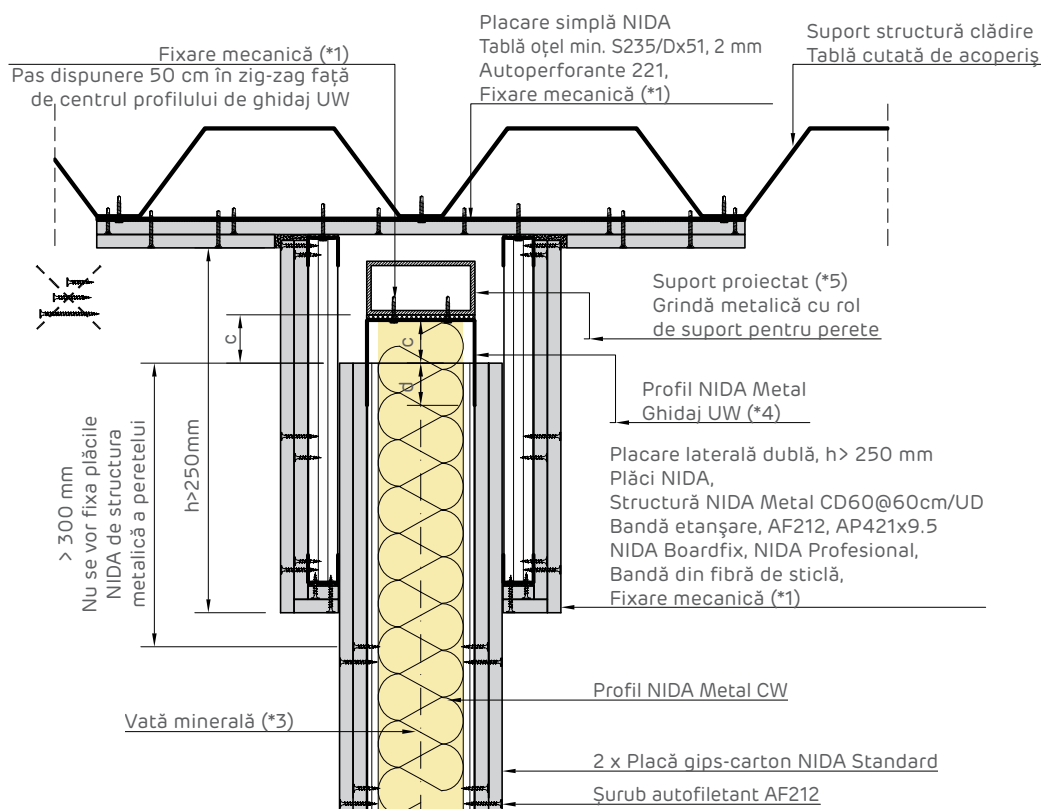 Fixare mecanică (*1)
Pas dispunere 50 cm în zig-zag față
de centrul profilului de ghidaj UW
Placare simplă NIDA
Tablă oțel min. S235/Dx51, 2 mm
Autoperforante 221,
Fixare mecanică (*1)
Suport structură clădire
Tablă cutată de acoperiș
Suport proiectat (*5)
Grindă metalică cu rol
de suport pentru perete
c
c
d
Profil NIDA Metal
Ghidaj UW (*4)
> 300 mm
Nu se vor fixa plăcile
NIDA de structura
metalică a peretelui
h>250mm
Placare laterală dublă, h> 250 mm
Plăci NIDA,
Structură NIDA Metal CD60@60cm/UD
Bandă etanșare, AF212, AP421x9.5
NIDA Boardfix, NIDA Profesional,
Bandă din fibră de sticlă,
Fixare mecanică (*1)
Profil NIDA Metal CW
Vată minerală (*3)
2 x Placă gips-carton NIDA Standard
Șurub autofiletant AF212